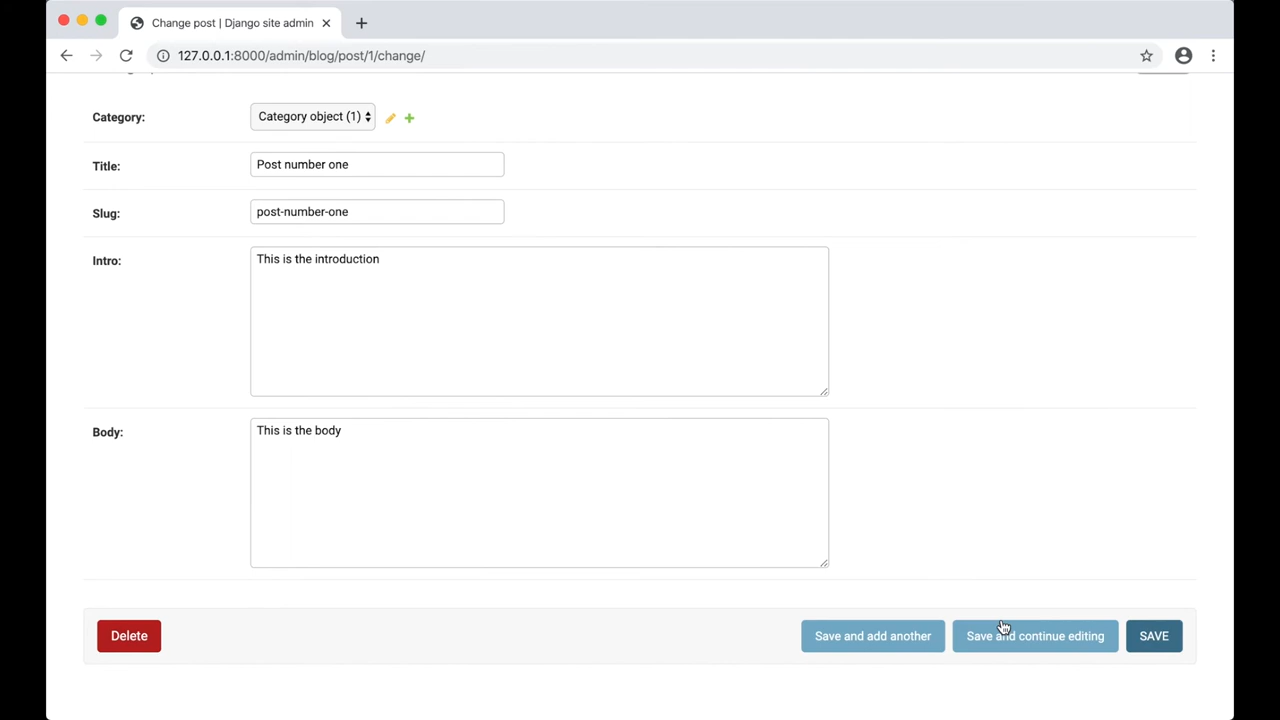 Change post | Django site admin
127.0.0.1:8000/admin/blog/post/1/change/
Category: Category object (1)
Title: Post number one
Slug: post-number-one
Intro: This is the introduction
Body: This is the body
Delete Save and add another Save and continue editing SAVE